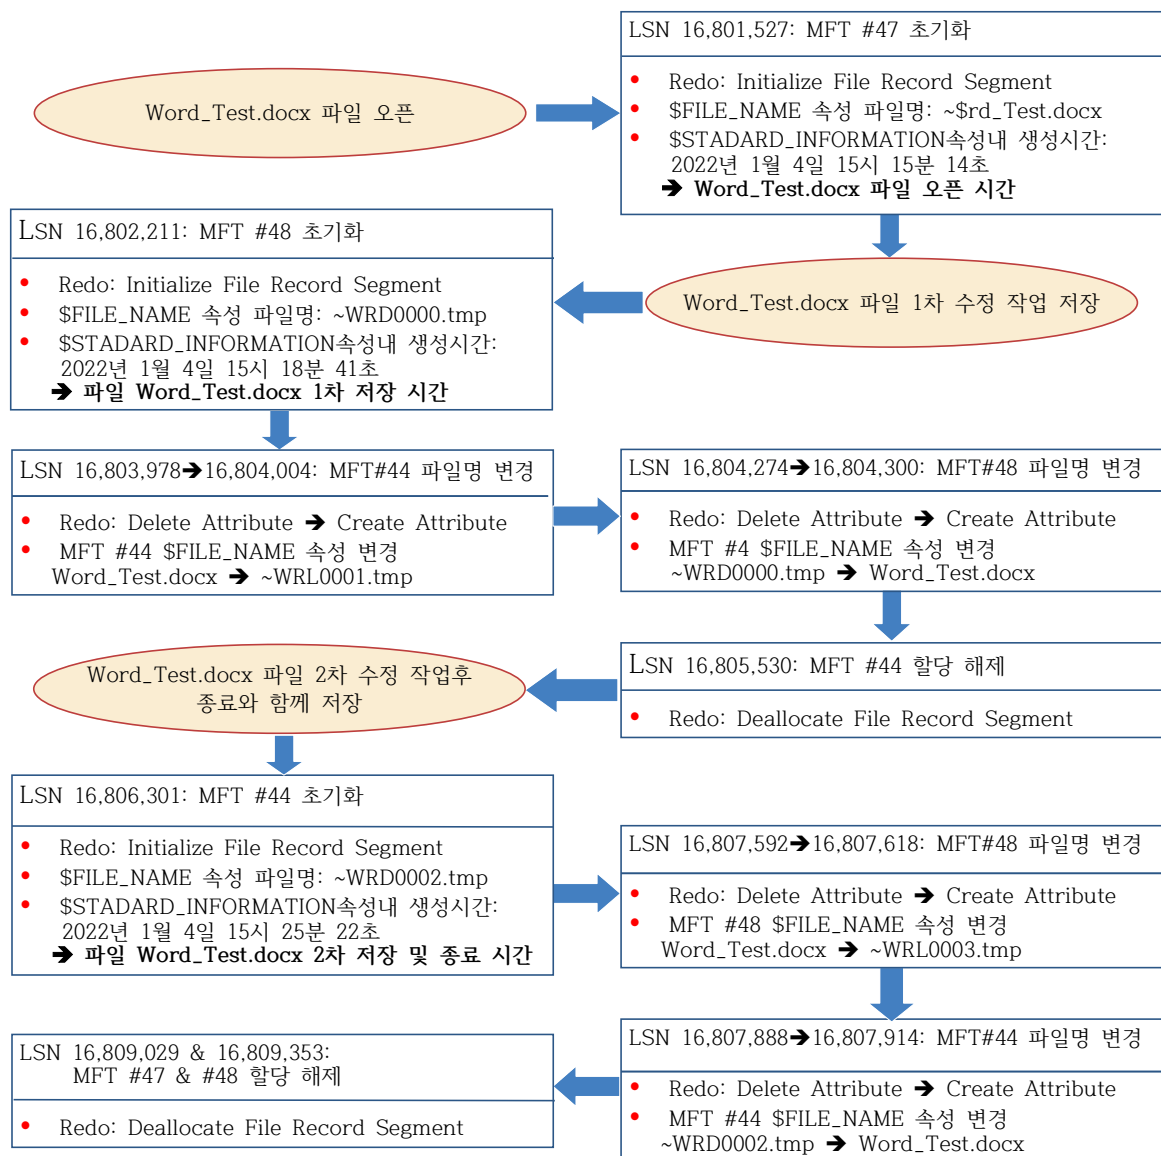 Word_Test.docx 파일 오픈
LSN 16,801,527: MFT #47 초기화
• Redo: Initialize File Record Segment
• $FILE_NAME 속성 파일명: ~$rd_Test.docx
• $STADARD_INFORMATION속성내 생성시간:
2022년 1월 4일 15시 15분 14초
➔ Word_Test.docx 파일 오픈 시간
Word_Test.docx 파일 1차 수정 작업 저장
LSN 16,802,211: MFT #48 초기화
• Redo: Initialize File Record Segment
• $FILE_NAME 속성 파일명: ~WRD0000.tmp
• $STADARD_INFORMATION속성내 생성시간:
2022년 1월 4일 15시 18분 41초
➔ 파일 Word_Test.docx 1차 저장 시간
LSN 16,803,978➔16,804,004: MFT#44 파일명 변경
• Redo: Delete Attribute ➔ Create Attribute
• MFT #44 $FILE_NAME 속성 변경
Word_Test.docx ➔ ~WRL0001.tmp
LSN 16,804,274➔16,804,300: MFT#48 파일명 변경
• Redo: Delete Attribute ➔ Create Attribute
• MFT #4 $FILE_NAME 속성 변경
~WRD0000.tmp ➔ Word_Test.docx
LSN 16,805,530: MFT #44 할당 해제
• Redo: Deallocate File Record Segment
Word_Test.docx 파일 2차 수정 작업후
종료와 함께 저장
LSN 16,806,301: MFT #44 초기화
• Redo: Initialize File Record Segment
• $FILE_NAME 속성 파일명: ~WRD0002.tmp
• $STADARD_INFORMATION속성내 생성시간:
2022년 1월 4일 15시 25분 22초
➔ 파일 Word_Test.docx 2차 저장 및 종료 시간
LSN 16,807,592➔16,807,618: MFT#48 파일명 변경
• Redo: Delete Attribute ➔ Create Attribute
• MFT #48 $FILE_NAME 속성 변경
Word_Test.docx ➔ ~WRL0003.tmp
LSN 16,807,888➔16,807,914: MFT#44 파일명 변경
• Redo: Delete Attribute ➔ Create Attribute
• MFT #44 $FILE_NAME 속성 변경
~WRD0002.tmp ➔ Word_Test.docx
LSN 16,809,029 & 16,809,353:
MFT #47 & #48 할당 해제
• Redo: Deallocate File Record Segment